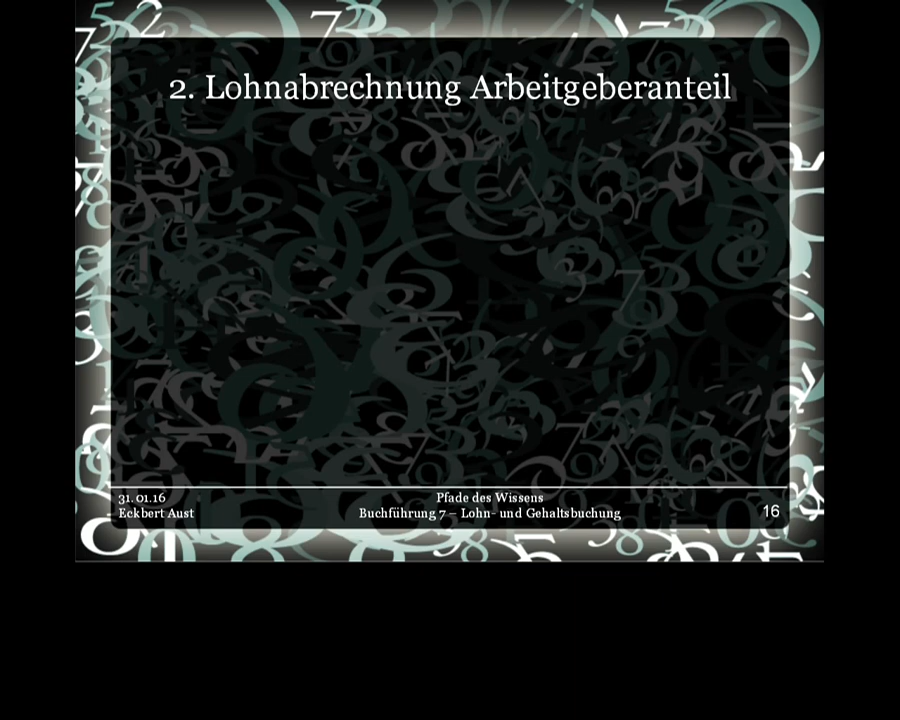 2. Lohnabrechnung Arbeitgeberanteil
31.01.16
Eckbert Aust
Pfade des Wissens
Buchführung 7 – Lohn- und Gehaltsbuchung
16